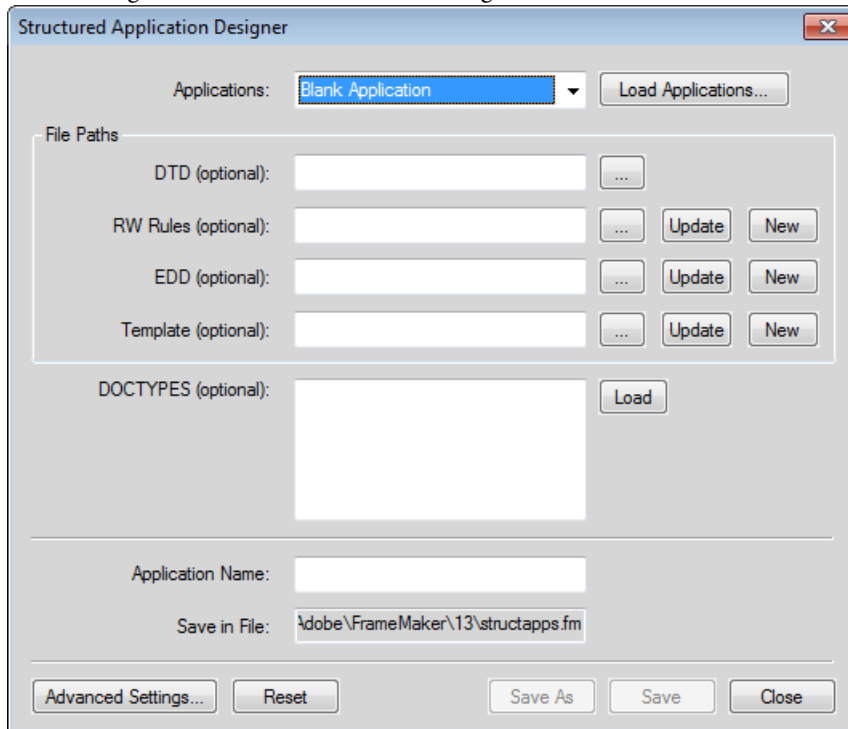 Structured Application Designer
Applications: Blank Application Load Applications...
File Paths
DTD (optional): ...
RW Rules (optional): ... Update New
EDD (optional): ... Update New
Template (optional): ... Update New
DOCTYPES (optional): Load
Application Name:
Save in File: Adobe\FrameMaker\13\structapps.fm
Advanced Settings... Reset Save As Save Close